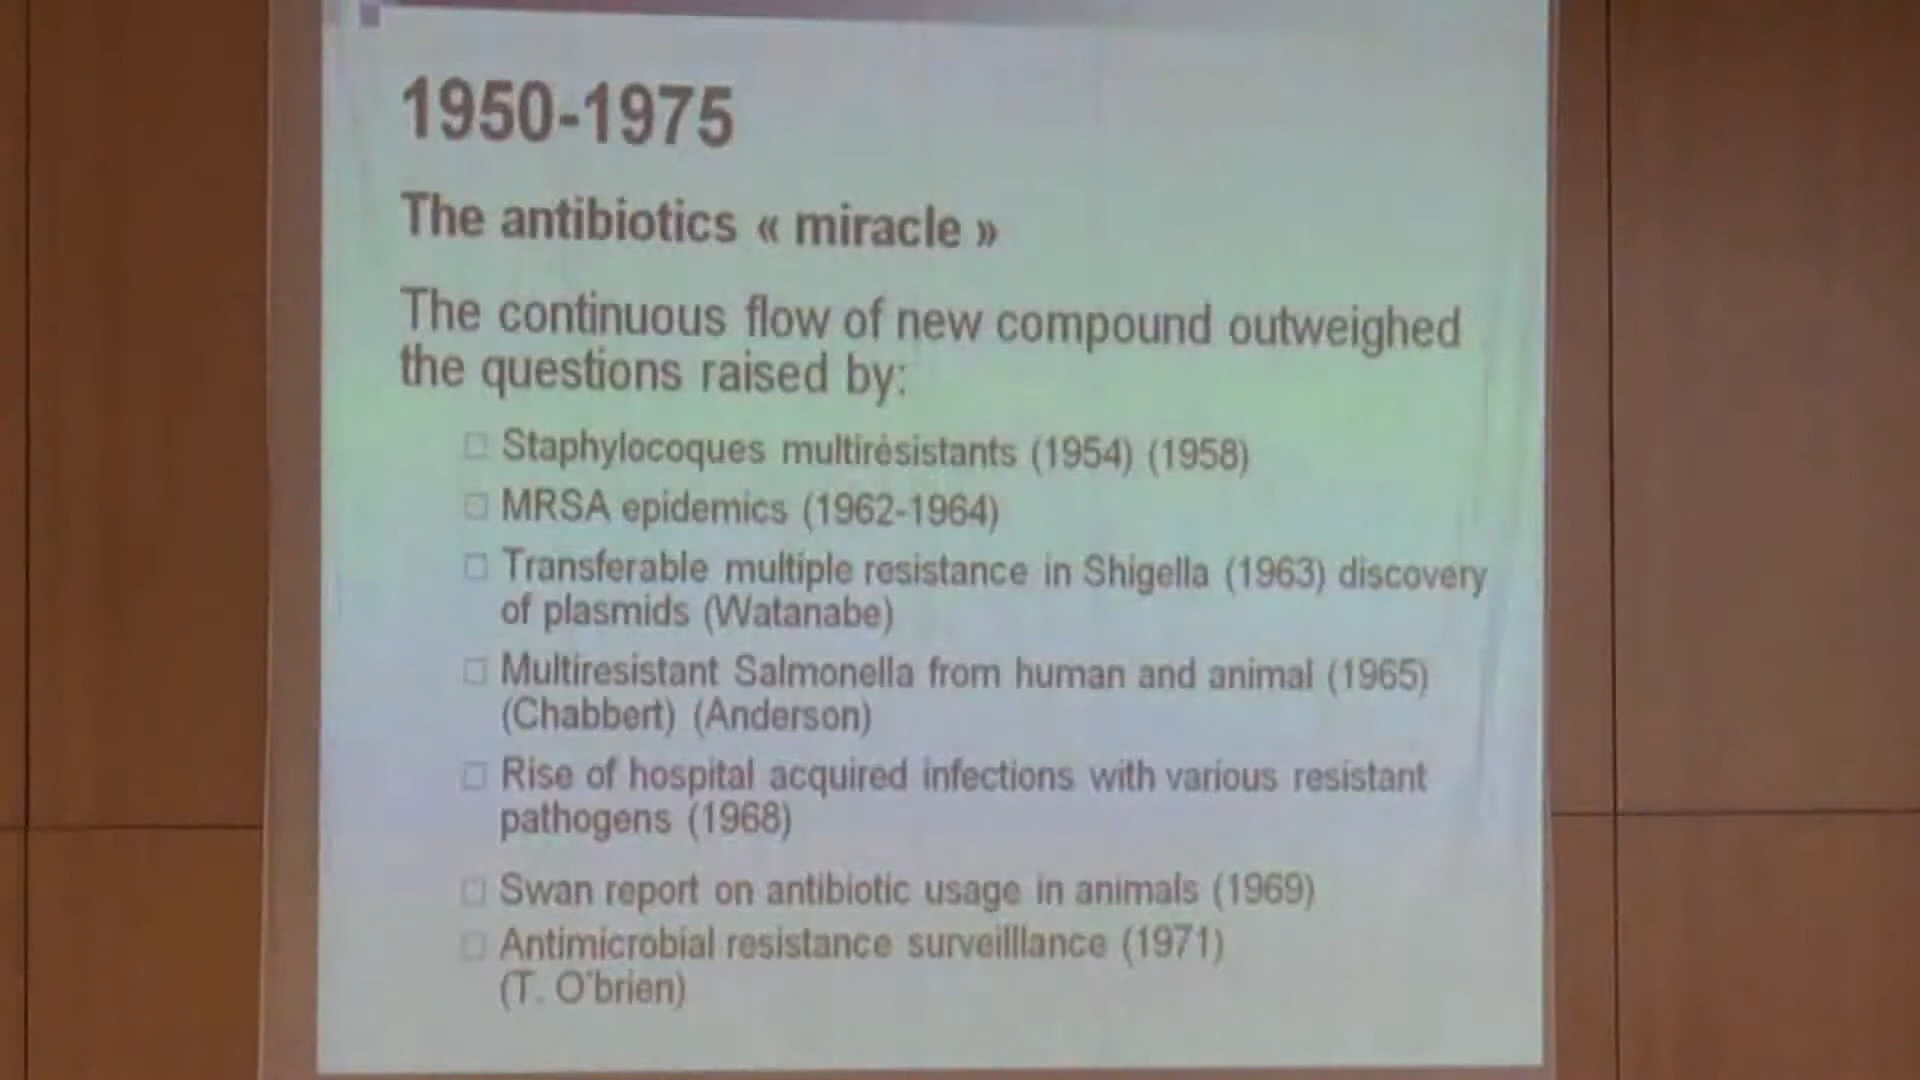 1950-1975
The antibiotics « miracle »
The continuous flow of new compound outweighed
the questions raised by:
Staphylocoques multirésistants (1954) (1958)
MRSA epidemics (1962-1964)
Transferable multiple resistance in Shigella (1963) discovery
of plasmids (Watanabe)
Multiresistant Salmonella from human and animal (1965)
(Chabbert) (Anderson)
Rise of hospital acquired infections with various resistant
pathogens (1968)
Swan report on antibiotic usage in animals (1969)
Antimicrobial resistance surveilllance (1971)
(T. O'brien)